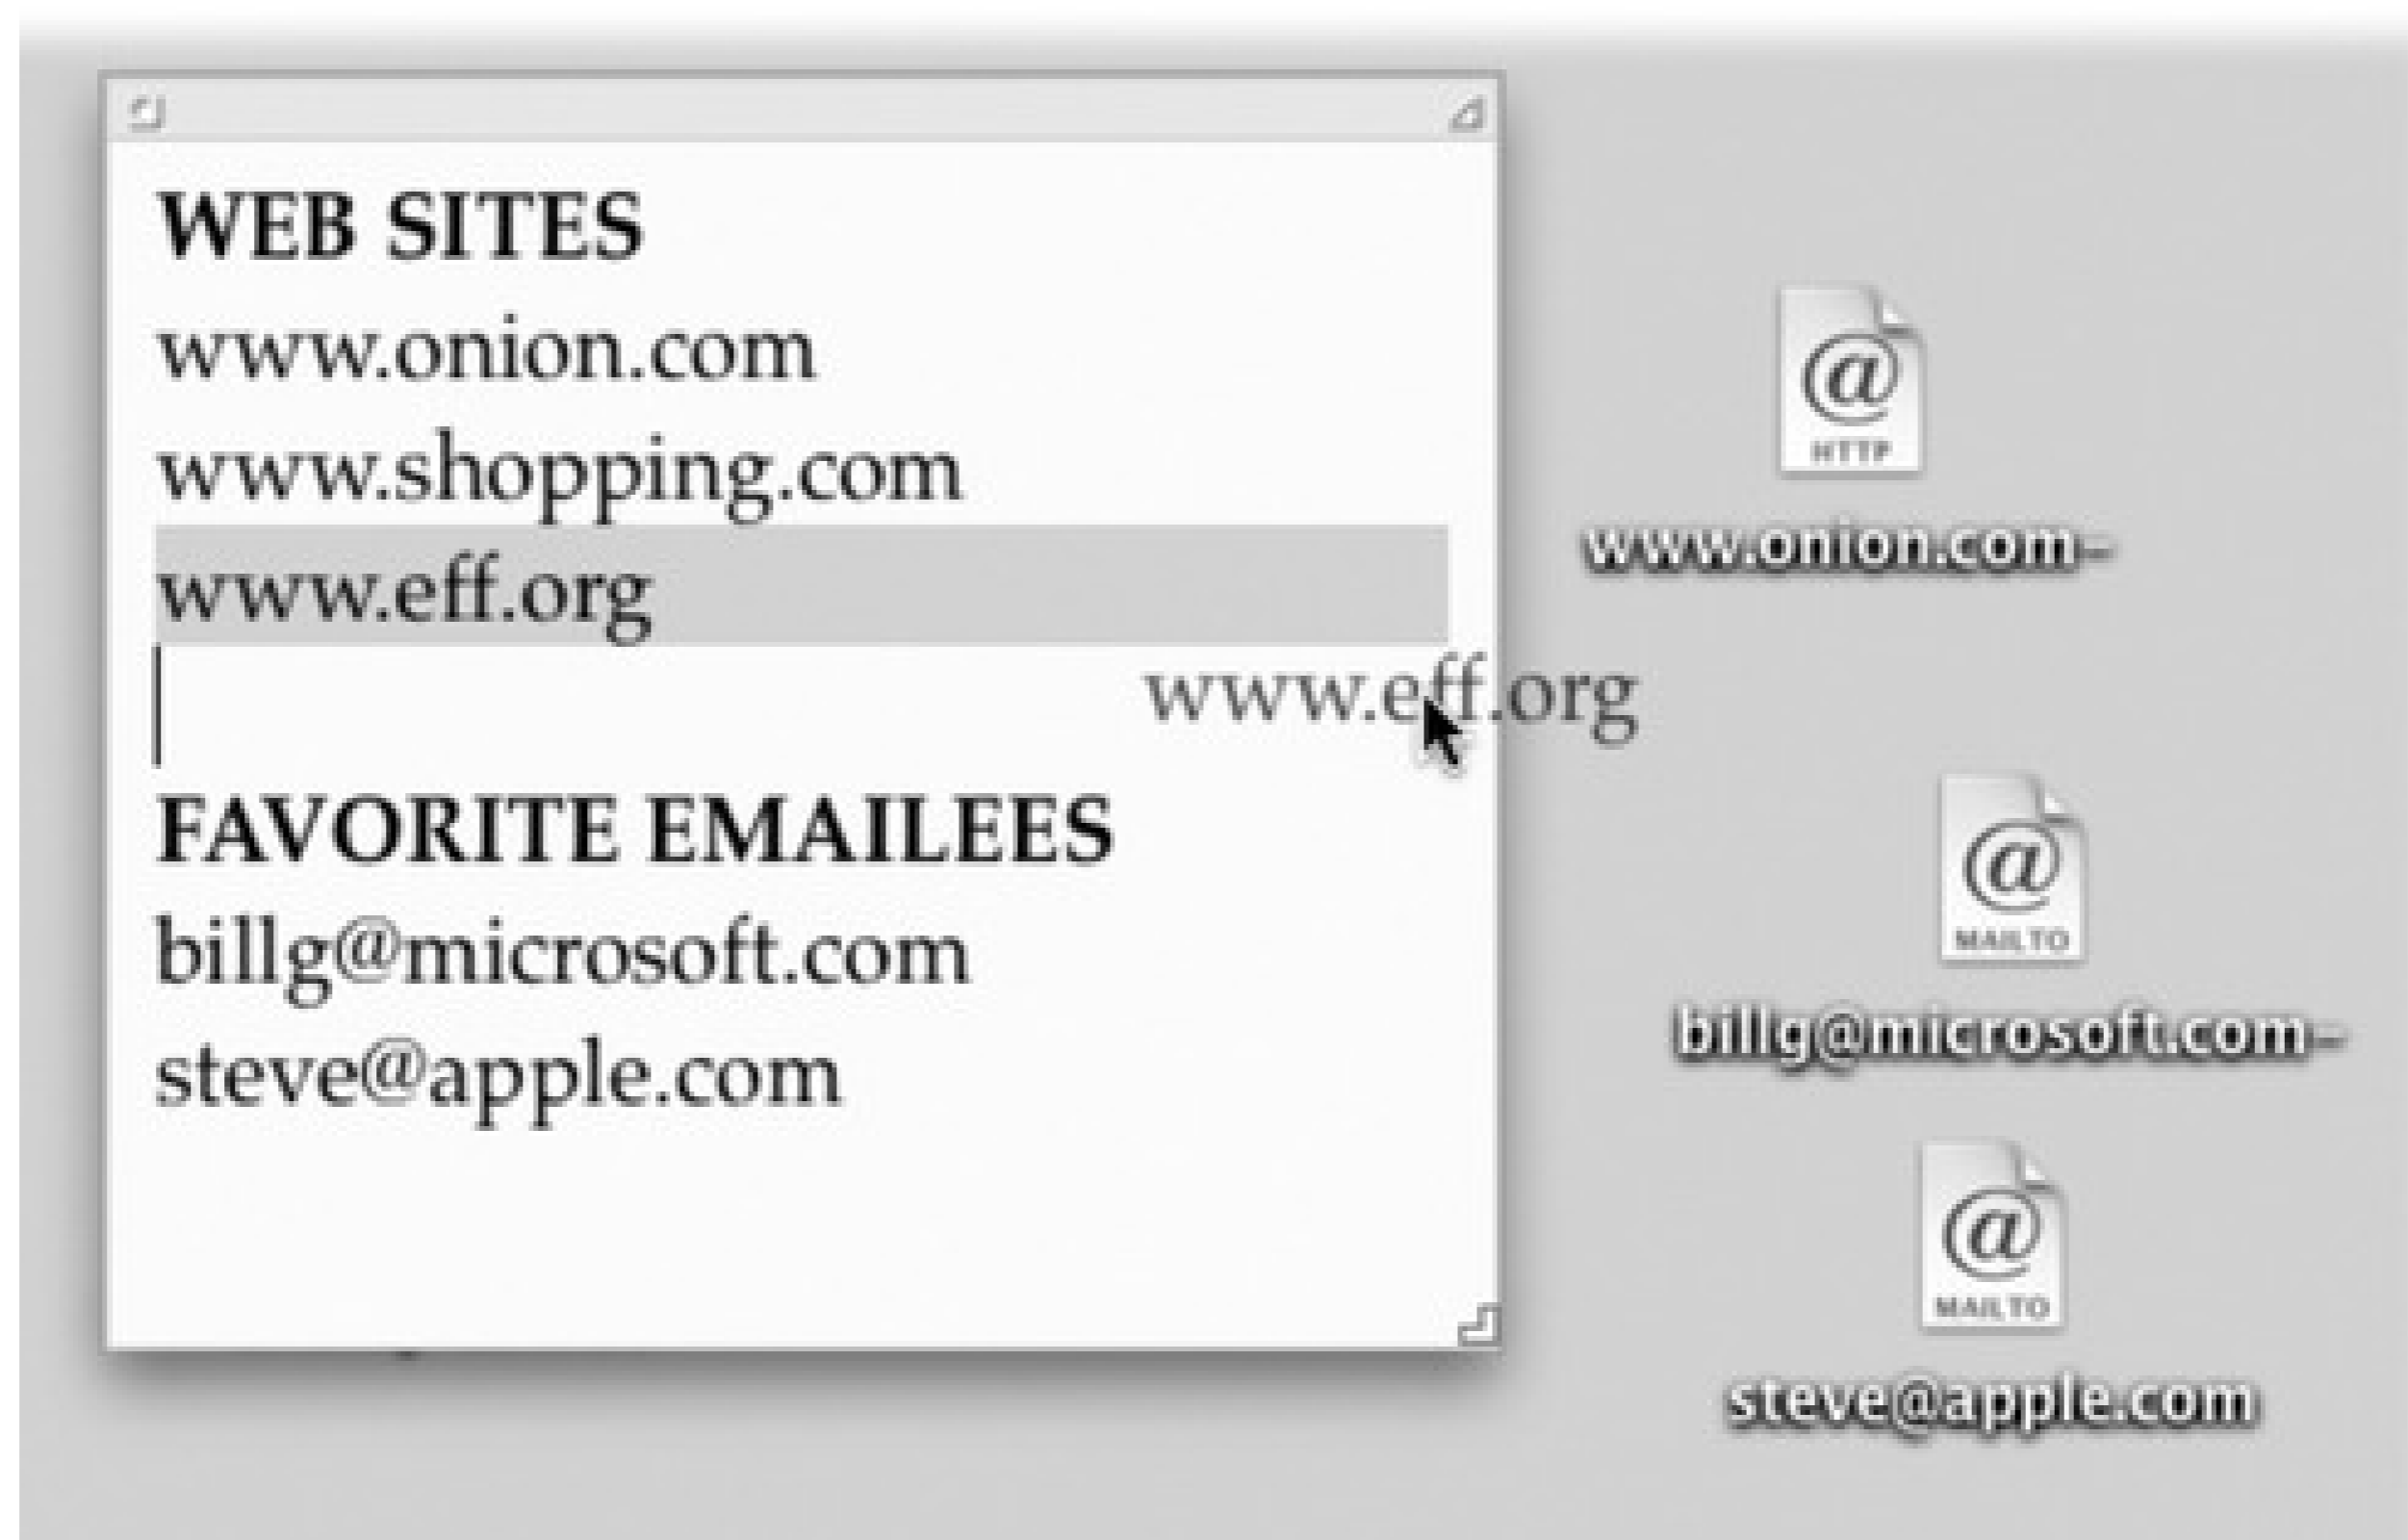 WEB SITES
www.onion.com
www.shopping.com
www.eff.org
www.eff.org
FAVORITE EMAILEES
billg@microsoft.com
steve@apple.com
@
HTTP
www.onion.com–
@
MAILTO
billg@microsoft.com–
@
MAILTO
steve@apple.com